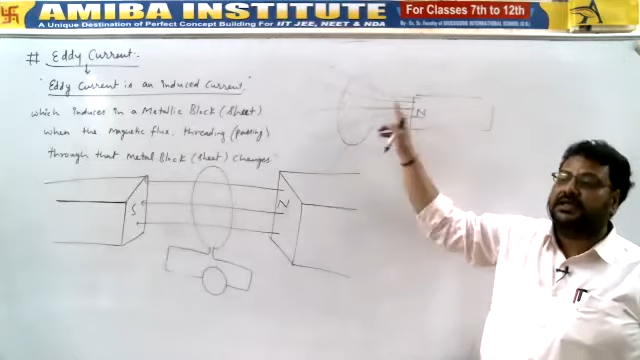 AMIBA INSTITUTE
A Unique Destination of Perfect Concept Building For IIT JEE, NEET & NDA
For Classes 7th to 12th
# Eddy Current.
"Eddy Current is an induced Current.
which induces in a Metallic Block (sheet)
when the Magnetic flux, threading (passing)
through that Metal Block (sheet) changes"
N
S
N